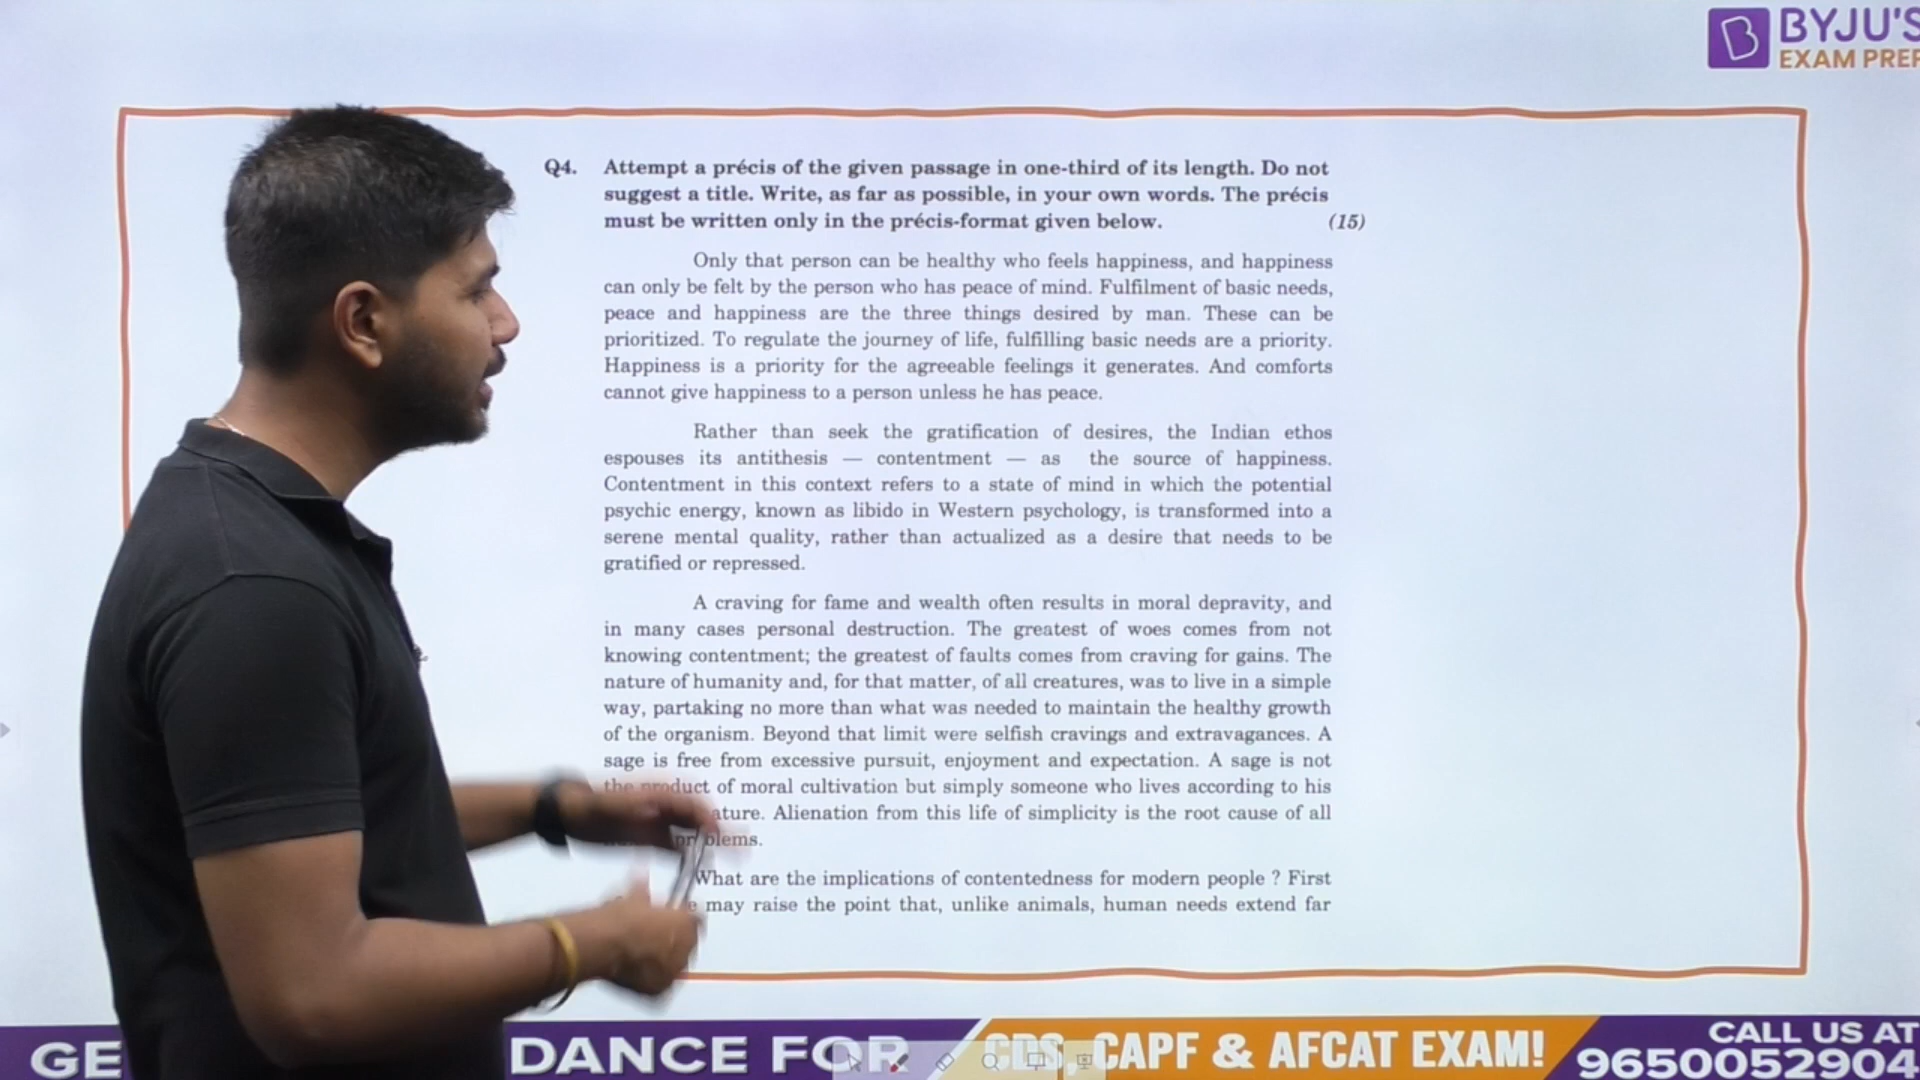 BYJU'S
EXAM PREP
Q4. Attempt a précis of the given passage in one-third of its length. Do not
suggest a title. Write, as far as possible, in your own words. The précis
must be written only in the précis-format given below. (15)
Only that person can be healthy who feels happiness, and happiness
can only be felt by the person who has peace of mind. Fulfilment of basic needs,
peace and happiness are the three things desired by man. These can be
prioritized. To regulate the journey of life, fulfilling basic needs are a priority.
Happiness is a priority for the agreeable feelings it generates. And comforts
cannot give happiness to a person unless he has peace.
Rather than seek the gratification of desires, the Indian ethos
espouses its antithesis — contentment — as the source of happiness.
Contentment in this context refers to a state of mind in which the potential
psychic energy, known as libido in Western psychology, is transformed into a
serene mental quality, rather than actualized as a desire that needs to be
gratified or repressed.
A craving for fame and wealth often results in moral depravity, and
in many cases personal destruction. The greatest of woes comes from not
knowing contentment; the greatest of faults comes from craving for gains. The
nature of humanity and, for that matter, of all creatures, was to live in a simple
way, partaking no more than what was needed to maintain the healthy growth
of the organism. Beyond that limit were selfish cravings and extravagances. A
sage is free from excessive pursuit, enjoyment and expectation. A sage is not
the product of moral cultivation but simply someone who lives according to his
ature. Alienation from this life of simplicity is the root cause of all
problems.
What are the implications of contentedness for modern people ? First
may raise the point that, unlike animals, human needs extend far
GE DANCE FOR CDS, CAPF & AFCAT EXAM!
CALL US AT
9650052904